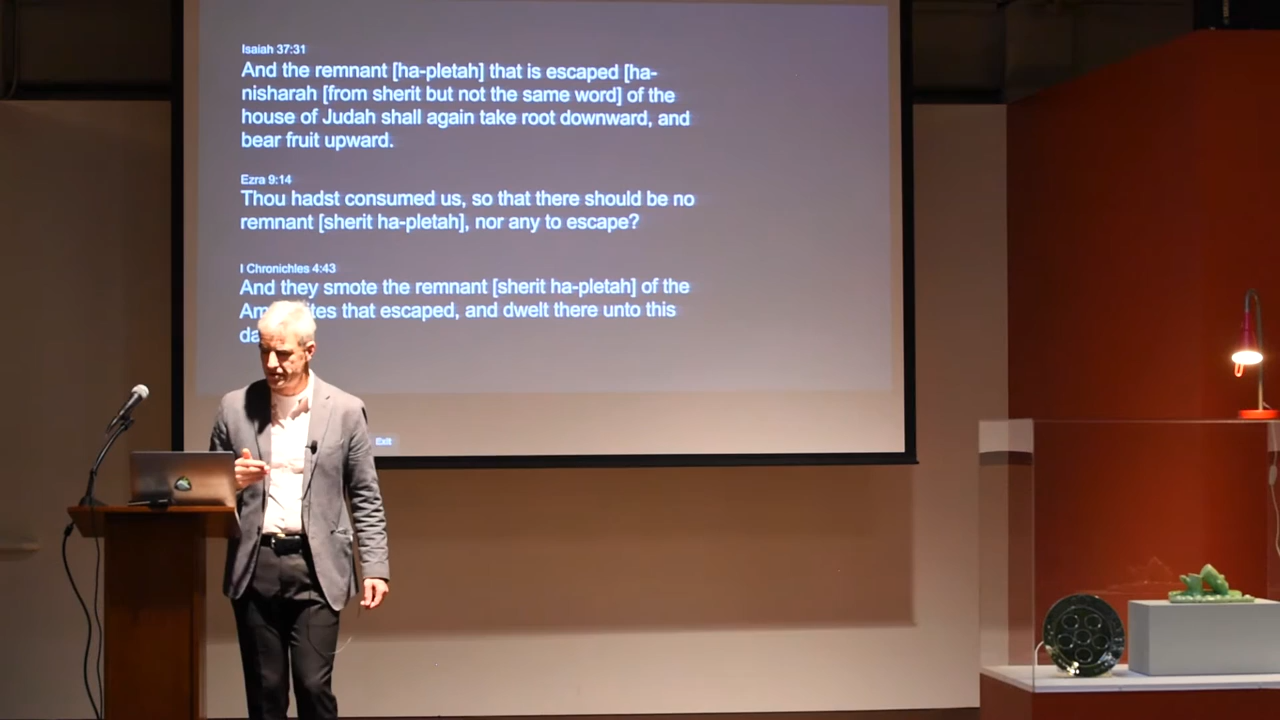 Isaiah 37:31
And the remnant [ha-pletah] that is escaped [ha-
nisharah [from sherit but not the same word] of the
house of Judah shall again take root downward, and
bear fruit upward.
Ezra 9:14
Thou hadst consumed us, so that there should be no
remnant [sherit ha-pletah], nor any to escape?
I Chronichles 4:43
And they smote the remnant [sherit ha-pletah] of the
that escaped, and dwelt there unto this
Exit